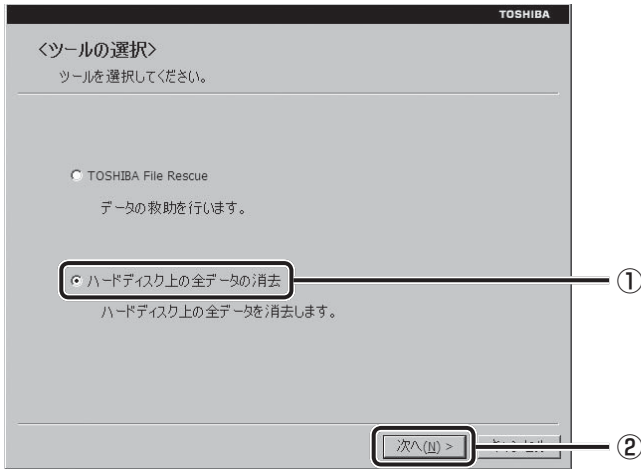 TOSHIBA
<ツールの選択>
ツールを選択してください。
TOSHIBA File Rescue
データの救助を行います。
ハードディスク上の全データの消去
①
ハードディスク上の全データを消去します。
次へ(N) >
②